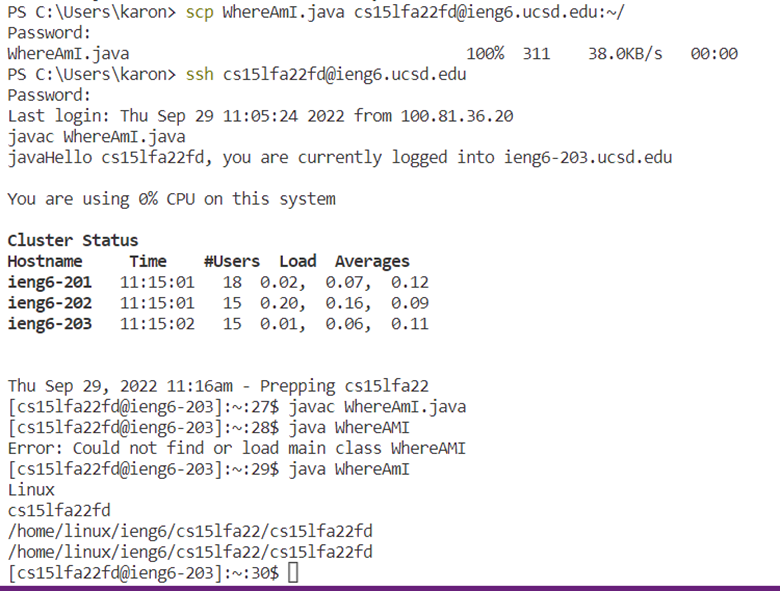 PS C:\Users\karon> scp WhereAmI.java cs15lfa22fd@ieng6.ucsd.edu:~/
Password:
WhereAmI.java 100% 311 38.0KB/s 00:00
PS C:\Users\karon> ssh cs15lfa22fd@ieng6.ucsd.edu
Password:
Last login: Thu Sep 29 11:05:24 2022 from 100.81.36.20
javac WhereAmI.java
javaHello cs15lfa22fd, you are currently logged into ieng6-203.ucsd.edu
You are using 0% CPU on this system
Cluster Status
Hostname Time #Users Load Averages
ieng6-201 11:15:01 18 0.02, 0.07, 0.12
ieng6-202 11:15:01 15 0.20, 0.16, 0.09
ieng6-203 11:15:02 15 0.01, 0.06, 0.11
Thu Sep 29, 2022 11:16am - Prepping cs15lfa22
[cs15lfa22fd@ieng6-203]:~:27$ javac WhereAmI.java
[cs15lfa22fd@ieng6-203]:~:28$ java WhereAMI
Error: Could not find or load main class WhereAMI
[cs15lfa22fd@ieng6-203]:~:29$ java WhereAmI
Linux
cs15lfa22fd
/home/linux/ieng6/cs15lfa22/cs15lfa22fd
/home/linux/ieng6/cs15lfa22/cs15lfa22fd
[cs15lfa22fd@ieng6-203]:~:30$